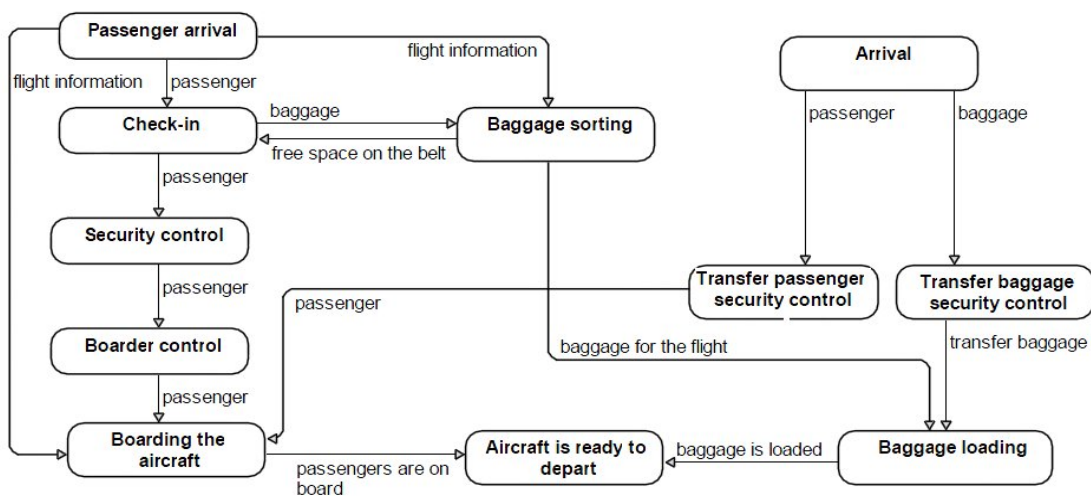 Passenger arrival
flight information
Arrival
flight information
passenger
passenger
baggage
baggage
Check-in
Baggage sorting
free space on the belt
passenger
Security control
Transfer passenger
security control
Transfer baggage
security control
passenger
passenger
Boarder control
baggage for the flight
transfer baggage
passenger
Boarding the
aircraft
Aircraft is ready to
depart
baggage is loaded
Baggage loading
passengers are on
board